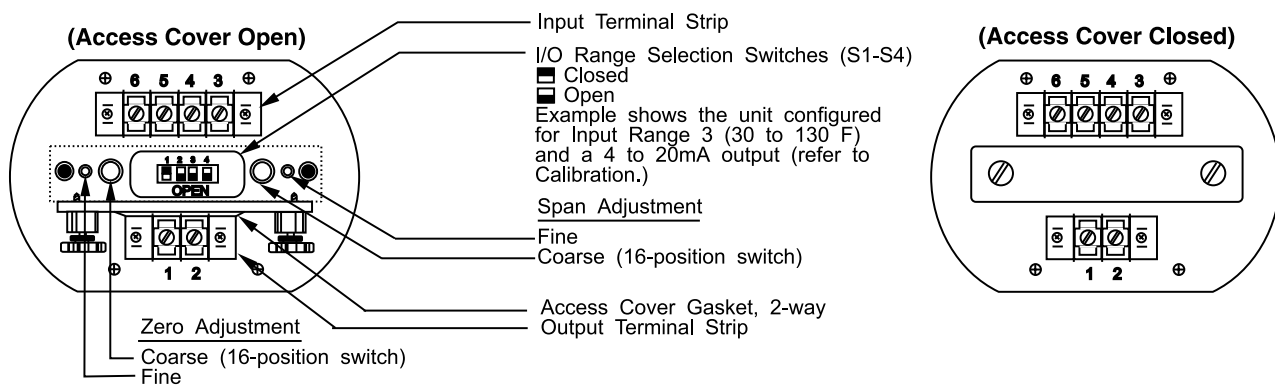 (Access Cover Open)
6 5 4 3
1 2 3 4
OPEN
1 2
Zero Adjustment
Coarse (16-position switch)
Fine
Input Terminal Strip
I/O Range Selection Switches (S1-S4)
Closed
Open
Example shows the unit configured
for Input Range 3 (30 to 130 F)
and a 4 to 20mA output (refer to
Calibration.)
Span Adjustment
Fine
Coarse (16-position switch)
Access Cover Gasket, 2-way
Output Terminal Strip
(Access Cover Closed)
6 5 4 3
1 2